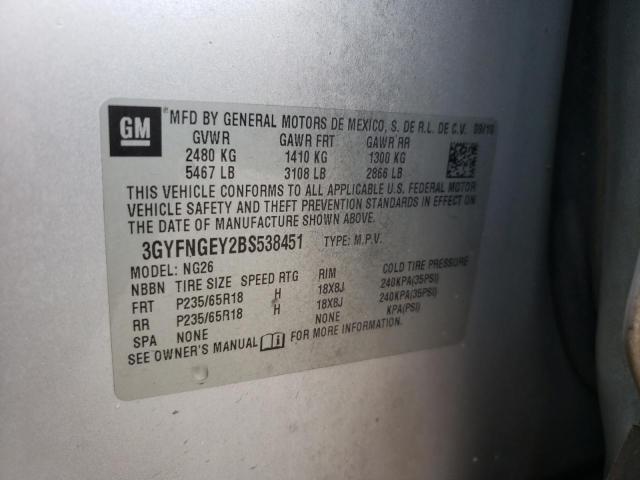 GM MFD BY GENERAL MOTORS DE MEXICO, S. DE R.L. DE C.V. 09/10
GVWR GAWR FRT GAWR RR
2480 KG 1410 KG 1300 KG
5467 LB 3108 LB 2866 LB
THIS VEHICLE CONFORMS TO ALL APPLICABLE U.S. FEDERAL MOTOR
VEHICLE SAFETY AND THEFT PREVENTION STANDARDS IN EFFECT ON
THE DATE OF MANUFACTURE SHOWN ABOVE.
3GYFNGEY2BS538451 TYPE: M.P.V.
MODEL: NG26
NBBN TIRE SIZE SPEED RTG RIM COLD TIRE PRESSURE
FRT P235/65R18 H 18X8J 240KPA(35PSI)
RR P235/65R18 H 18X8J 240KPA(35PSI)
SPA NONE NONE KPA(PSI)
SEE OWNER'S MANUAL FOR MORE INFORMATION.